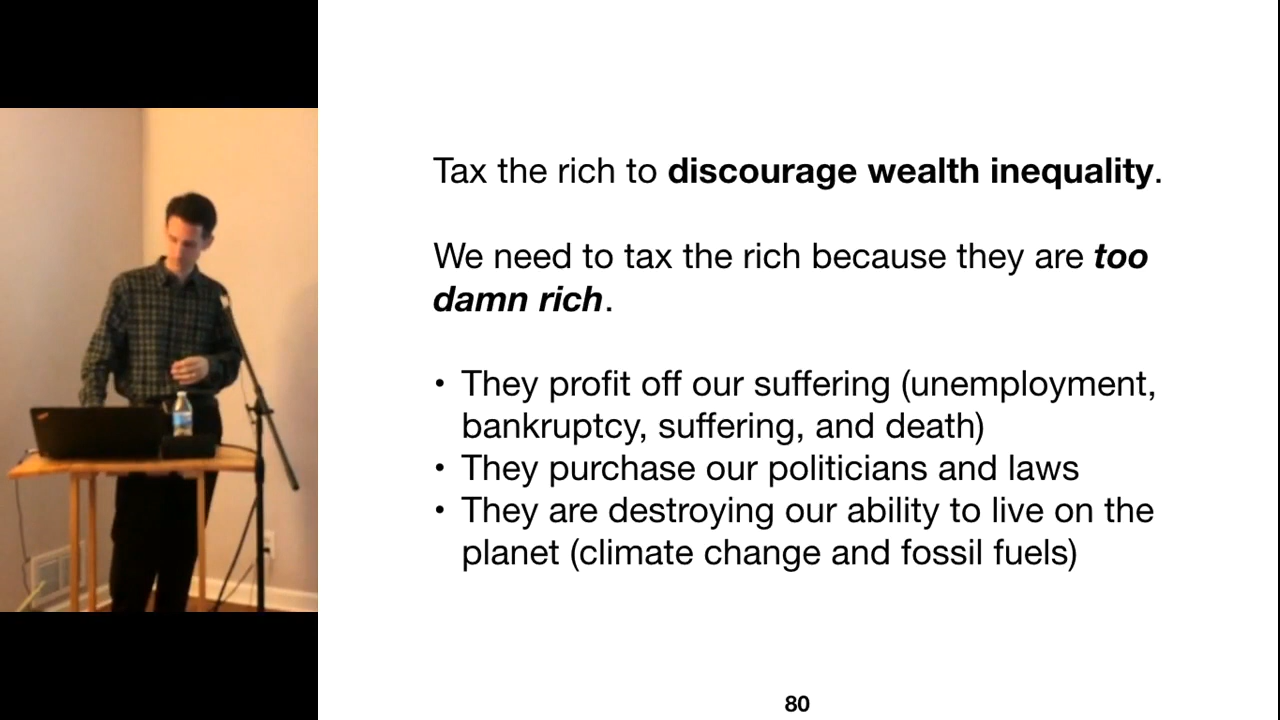 Tax the rich to discourage wealth inequality.
We need to tax the rich because they are too
damn rich.
• They profit off our suffering (unemployment,
bankruptcy, suffering, and death)
• They purchase our politicians and laws
• They are destroying our ability to live on the
planet (climate change and fossil fuels)
80